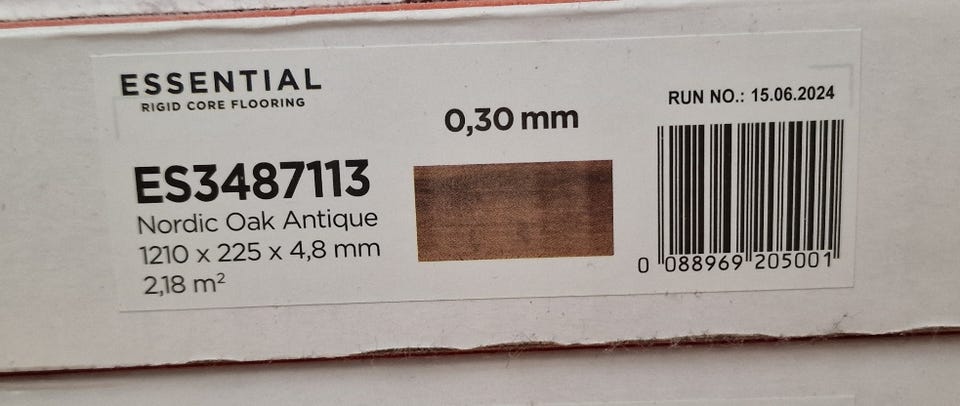 ESSENTIAL
RIGID CORE FLOORING
ES3487113
Nordic Oak Antique
1210 x 225 x 4,8 mm
2,18 m²
0,30 mm
RUN NO.: 15.06.2024
0 088969 205001